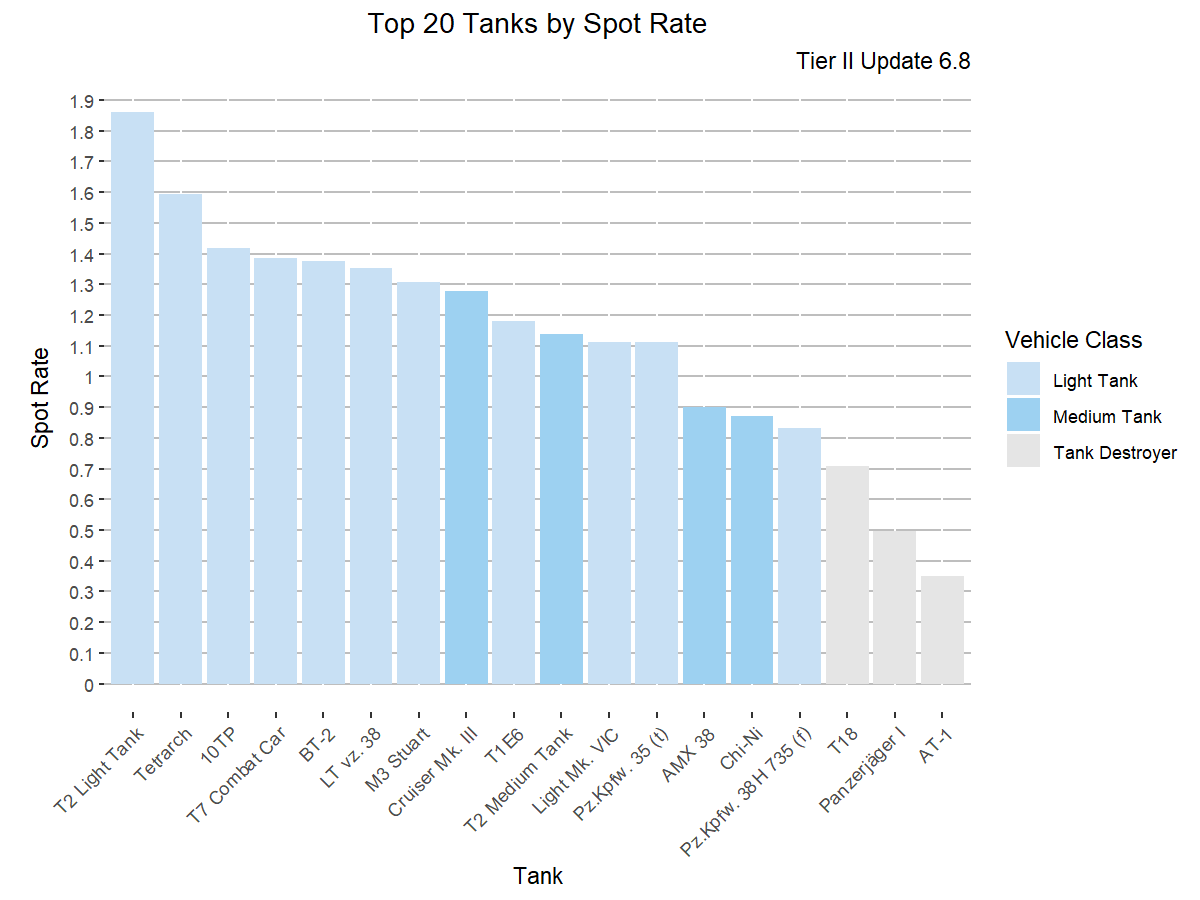 Top 20 Tanks by Spot Rate
Tier II Update 6.8
1.9
1.8
1.7
1.6
1.5
1.4
1.3
1.2
1.1
1
0.9
0.8
0.7
0.6
0.5
0.4
0.3
0.2
0.1
0
Spot Rate
T2 Light Tank
Tetrarch
10TP
T7 Combat Car
BT-2
LT vz. 38
M3 Stuart
Cruiser Mk. III
T1E6
T2 Medium Tank
Light Mk. VIC
Pz.Kpfw. 35 (t)
AMX 38
Chi-Ni
Pz.Kpfw. 38H 735 (f)
T18
Panzerjäger I
AT-1
Tank
Vehicle Class
Light Tank
Medium Tank
Tank Destroyer